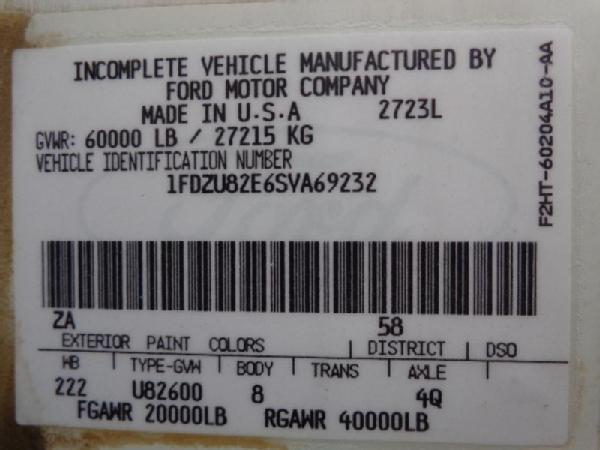 INCOMPLETE VEHICLE MANUFACTURED BY
FORD MOTOR COMPANY
MADE IN U.S.A 2723L
GVWR: 60000 LB / 27215 KG
VEHICLE IDENTIFICATION NUMBER
1FDZU82E6SVA69232
F2HT-60204A10-AA
ZA 58
EXTERIOR PAINT COLORS | DISTRICT | DSO
WB | TYPE-GVW | BODY | TRANS | AXLE
222 U82600 8 4Q
FGAWR 20000LB RGAWR 40000LB
Ford